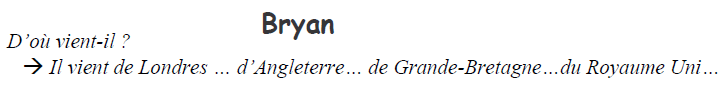 Bryan
D’où vient-il ?
→ Il vient de Londres … d’Angleterre… de Grande-Bretagne…du Royaume Uni…